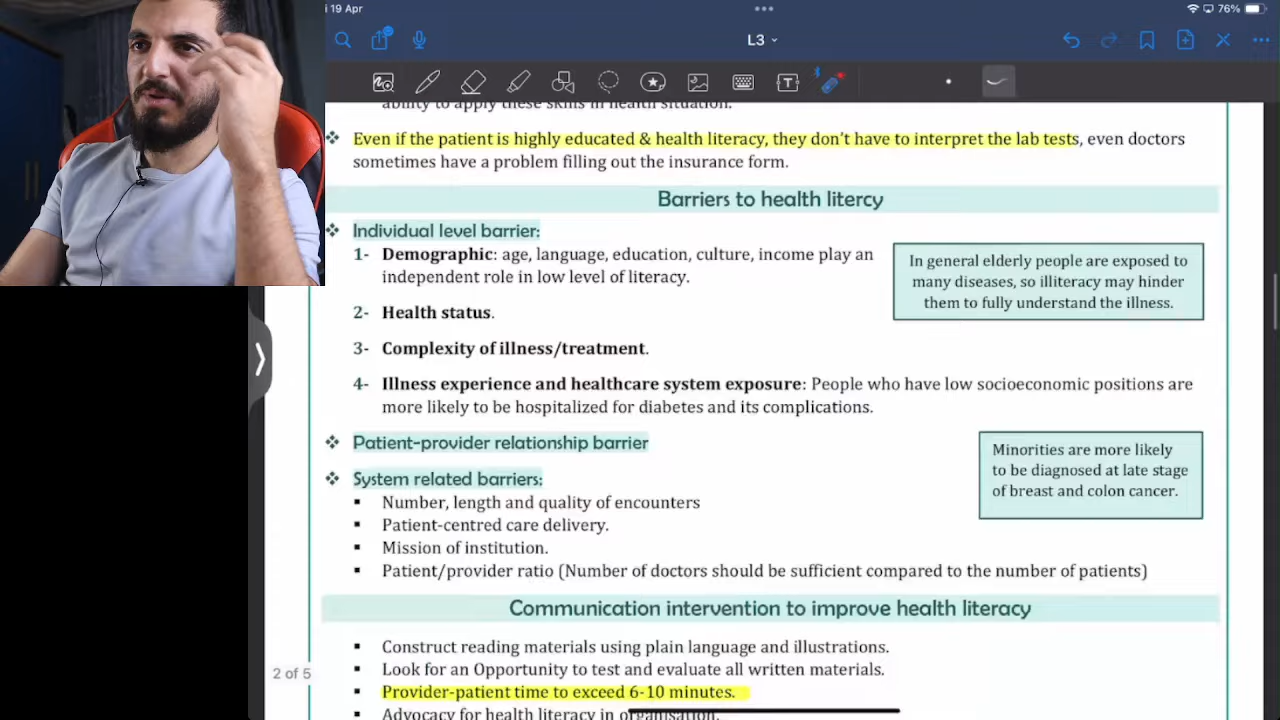 i 19 Apr
76%
L3
ability to apply these skills in health situation.
❖ Even if the patient is highly educated & health literacy, they don't have to interpret the lab tests, even doctors
sometimes have a problem filling out the insurance form.
Barriers to health litercy
❖ Individual level barrier:
1- Demographic: age, language, education, culture, income play an
independent role in low level of literacy.
In general elderly people are exposed to
many diseases, so illiteracy may hinder
them to fully understand the illness.
2- Health status.
3- Complexity of illness/treatment.
4- Illness experience and healthcare system exposure: People who have low socioeconomic positions are
more likely to be hospitalized for diabetes and its complications.
❖ Patient-provider relationship barrier
Minorities are more likely
to be diagnosed at late stage
of breast and colon cancer.
❖ System related barriers:
▪ Number, length and quality of encounters
▪ Patient-centred care delivery.
▪ Mission of institution.
▪ Patient/provider ratio (Number of doctors should be sufficient compared to the number of patients)
Communication intervention to improve health literacy
▪ Construct reading materials using plain language and illustrations.
▪ Look for an Opportunity to test and evaluate all written materials.
2 of 5
▪ Provider-patient time to exceed 6-10 minutes.
▪ Advocacy for health literacy in organisation.